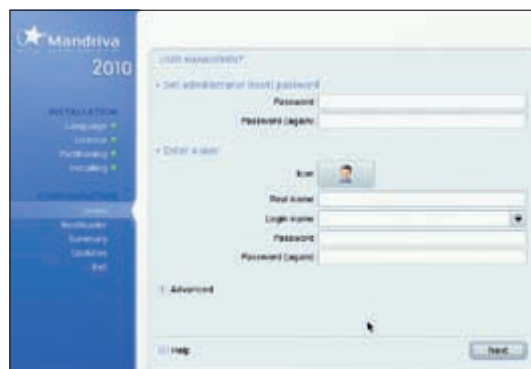 Mandriva
2010
INSTALLATION
Language
License
Partitioning
Installing
CONFIGURATION
Users
Bootloader
Summary
Updates
Exit
USER MANAGEMENT
Set administrator (root) password
Password
Password (again)
Enter a user
Icon
Real name
Login name
Password
Password (again)
Advanced
Help
Next